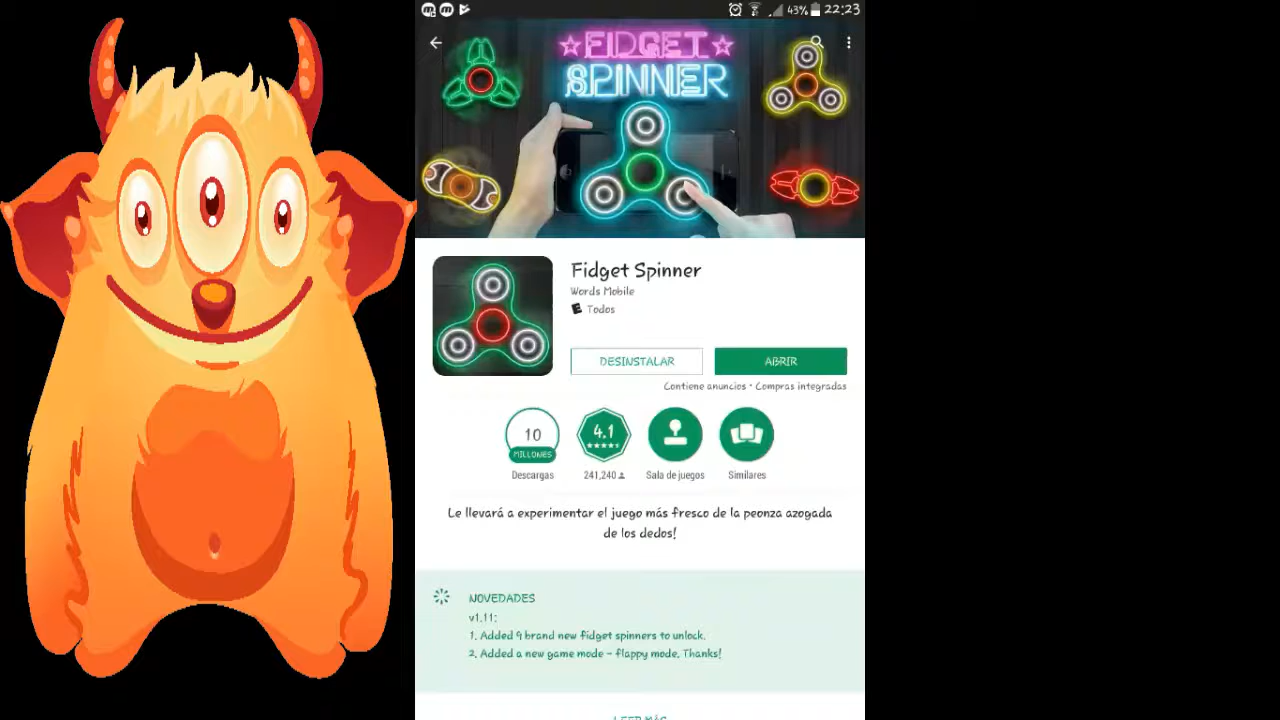 43% 22:23
FIDGET
SPINNER
Fidget Spinner
Words Mobile
E Todos
DESINSTALAR
ABRIR
Contiene anuncios • Compras integradas
10
MILLONES
4.1
Descargas
241,240
Sala de juegos
Similares
Le llevará a experimentar el juego más fresco de la peonza azogada
de los dedos!
NOVEDADES
v1.11:
1. Added 9 brand new fidget spinners to unlock.
2. Added a new game mode - flappy mode. Thanks!
LEER MÁS